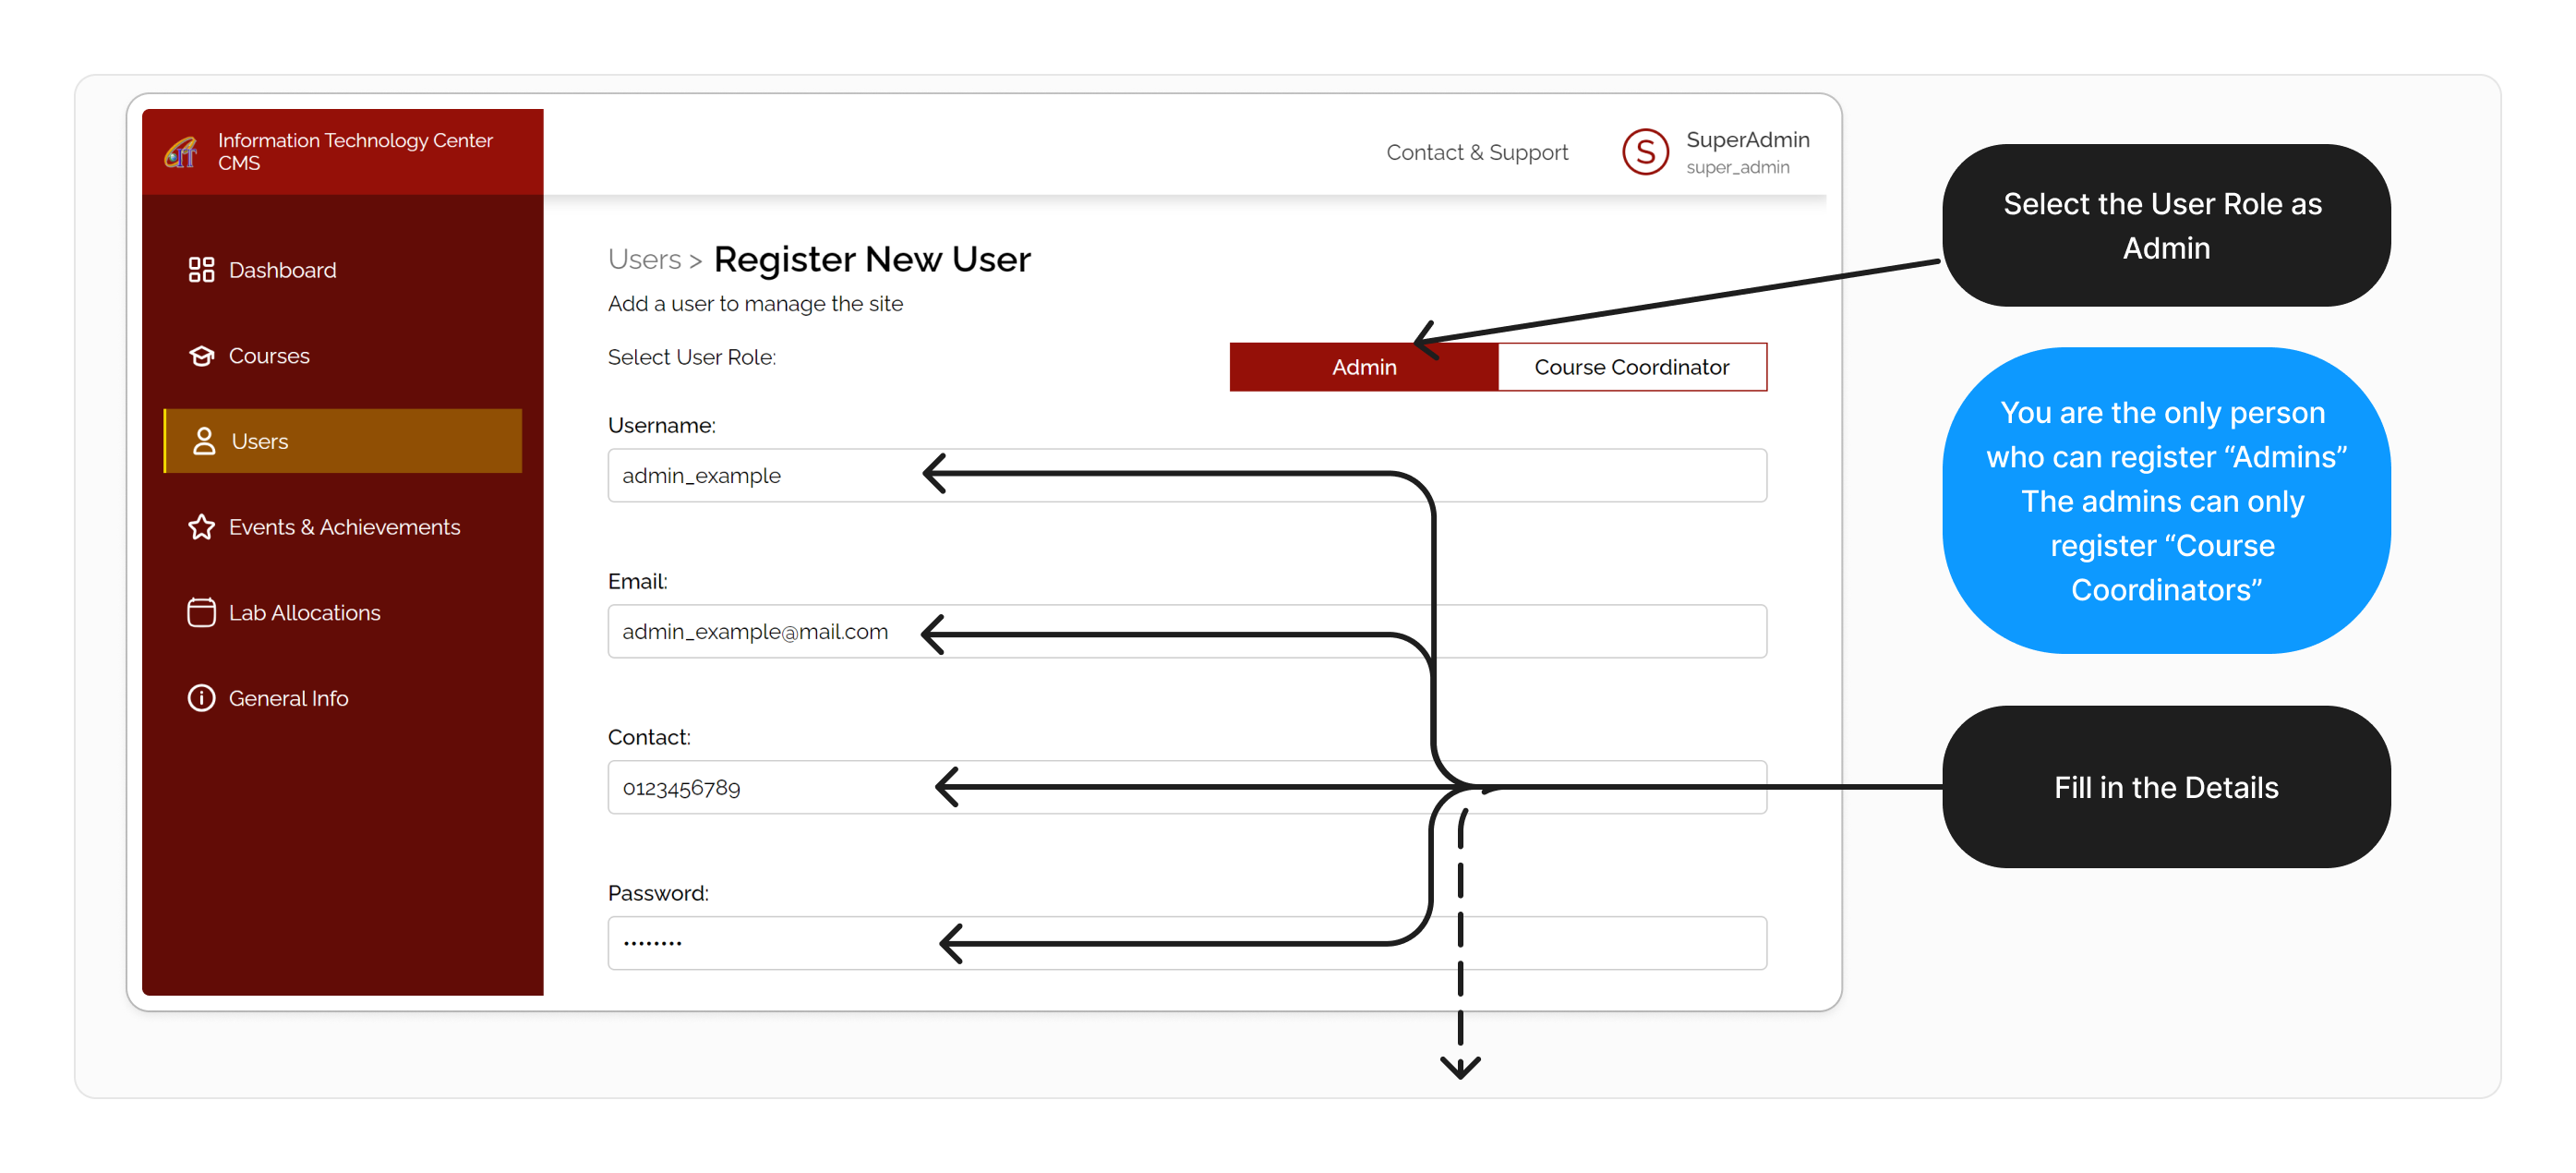 Information Technology Center
CMS
Contact & Support
S
SuperAdmin
super_admin
Dashboard
Courses
Users
Events & Achievements
Lab Allocations
General Info
Users > Register New User
Add a user to manage the site
Select User Role:
Admin
Course Coordinator
Username:
admin_example
Email:
admin_example@mail.com
Contact:
0123456789
Password:
••••••••
Select the User Role as
Admin
You are the only person
who can register “Admins”
The admins can only
register “Course
Coordinators”
Fill in the Details